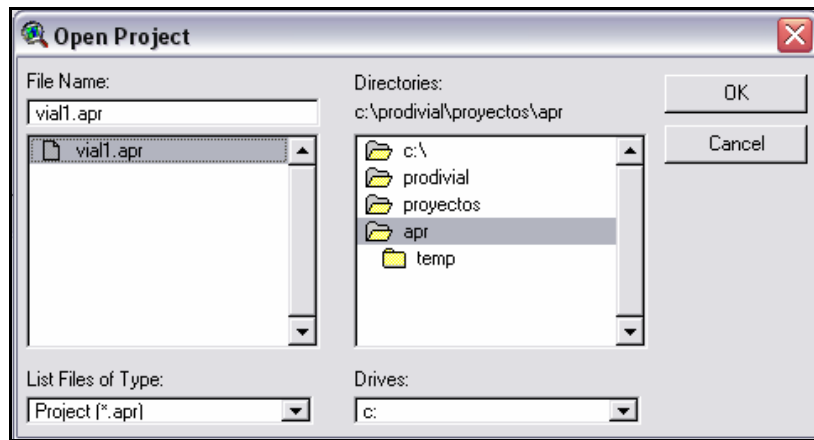 Open Project
File Name:
vial1.apr
vial1.apr
List Files of Type:
Project (*.apr)
Directories:
c:\prodivial\proyectos\apr
c:\
prodivial
proyectos
apr
temp
Drives:
c:
OK
Cancel